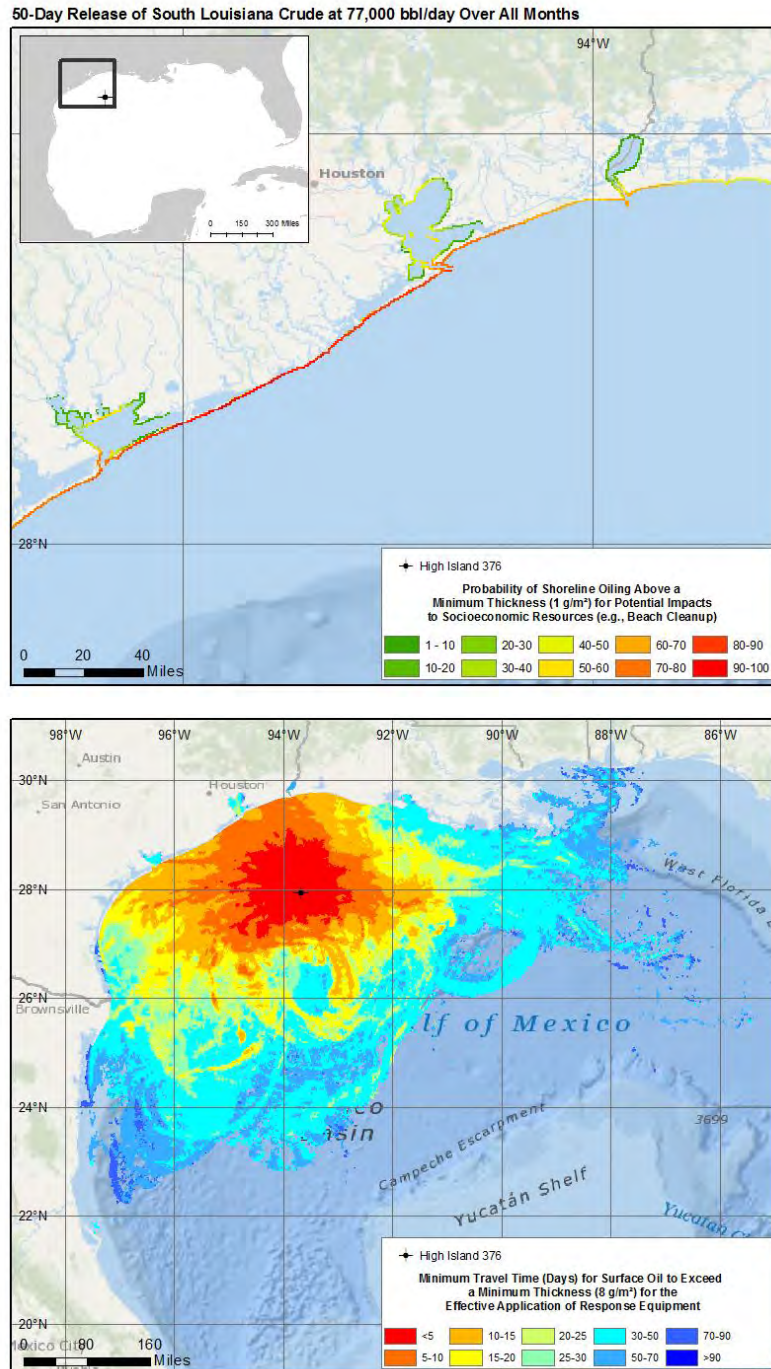 50-Day Release of South Louisiana Crude at 77,000 bbl/day Over All Months
94°W
Houston
0 150 300 Miles
28°N
High Island 376
Probability of Shoreline Oiling Above a
Minimum Thickness (1 g/m²) for Potential Impacts
to Socioeconomic Resources (e.g., Beach Cleanup)
1 - 10 20-30 40-50 60-70 80-90
10-20 30-40 50-60 70-80 90-100
0 20 40
Miles
98°W 96°W 94°W 92°W 90°W 88°W 86°W
Austin
30°N
Houston
San Antonio
28°N
West Florida
26°N
Brownsville
lf of Mexico
24°N
co
asin
3699
Campeche Escarpment
Yucatán Shelf
22°N
Yucatan
High Island 376
Minimum Travel Time (Days) for Surface Oil to Exceed
a Minimum Thickness (8 g/m²) for the
Effective Application of Response Equipment
20°N
<5 10-15 20-25 30-50 70-90
5-10 15-20 25-30 50-70 >90
Mexico City
0 80 160
Miles